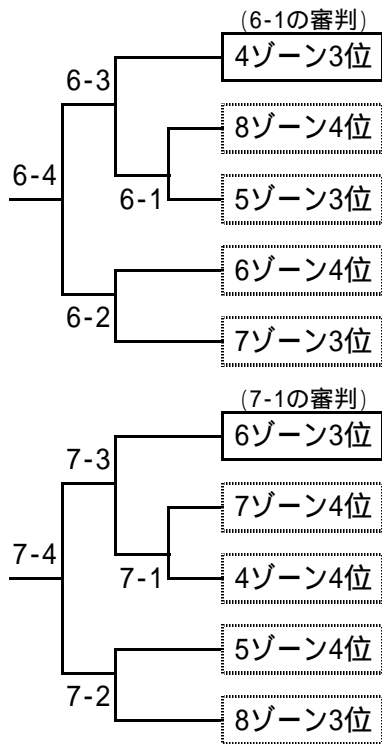 (6-1の審判)
4ゾーン3位
6-3
8ゾーン4位
6-4
6-1
5ゾーン3位
6ゾーン4位
6-2
7ゾーン3位
(7-1の審判)
6ゾーン3位
7-3
7ゾーン4位
7-4
7-1
4ゾーン4位
5ゾーン4位
7-2
8ゾーン3位